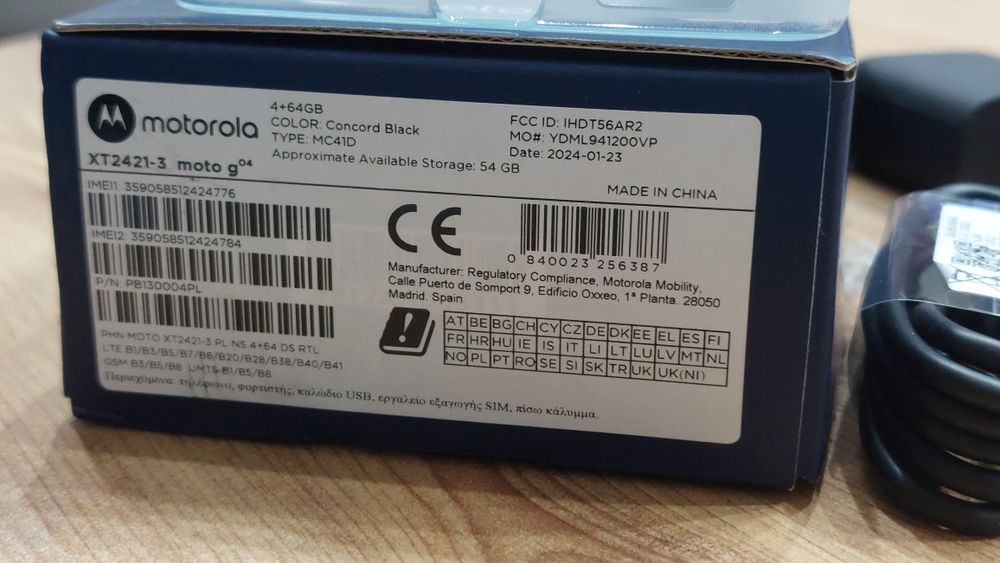 motorola
4+64GB
COLOR: Concord Black
TYPE: MC41D
Approximate Available Storage: 54 GB
FCC ID: IHDT56AR2
MO#: YDML941200VP
Date: 2024-01-23
XT2421-3 moto g04
MADE IN CHINA
IMEI1: 359058512424776
IMEI2: 359058512424784
P/N: PB130004PL
CE
0 840023 256387
Manufacturer: Regulatory Compliance, Motorola Mobility,
Calle Puerto de Somport 9, Edificio Oxxeo, 1ª Planta. 28050
Madrid. Spain
AT BE BG CH CY CZ DE DK EE EL ES FI
FR HR HU IE IS IT LI LT LU LV MT NL
NO PL PT RO SE SI SK TR UK UK(NI)
PHN MOTO XT2421-3 PL NS 4+64 DS RTL
LTE B1/B3/B5/B7/B8/B20/B28/B38/B40/B41
GSM B3/B5/B8 UMTS B1/B5/B8
Περιεχόμενα: τηλέφωνο, φορτιστής, καλώδιο USB, εργαλείο εξαγωγής SIM, πίσω κάλυμμα.